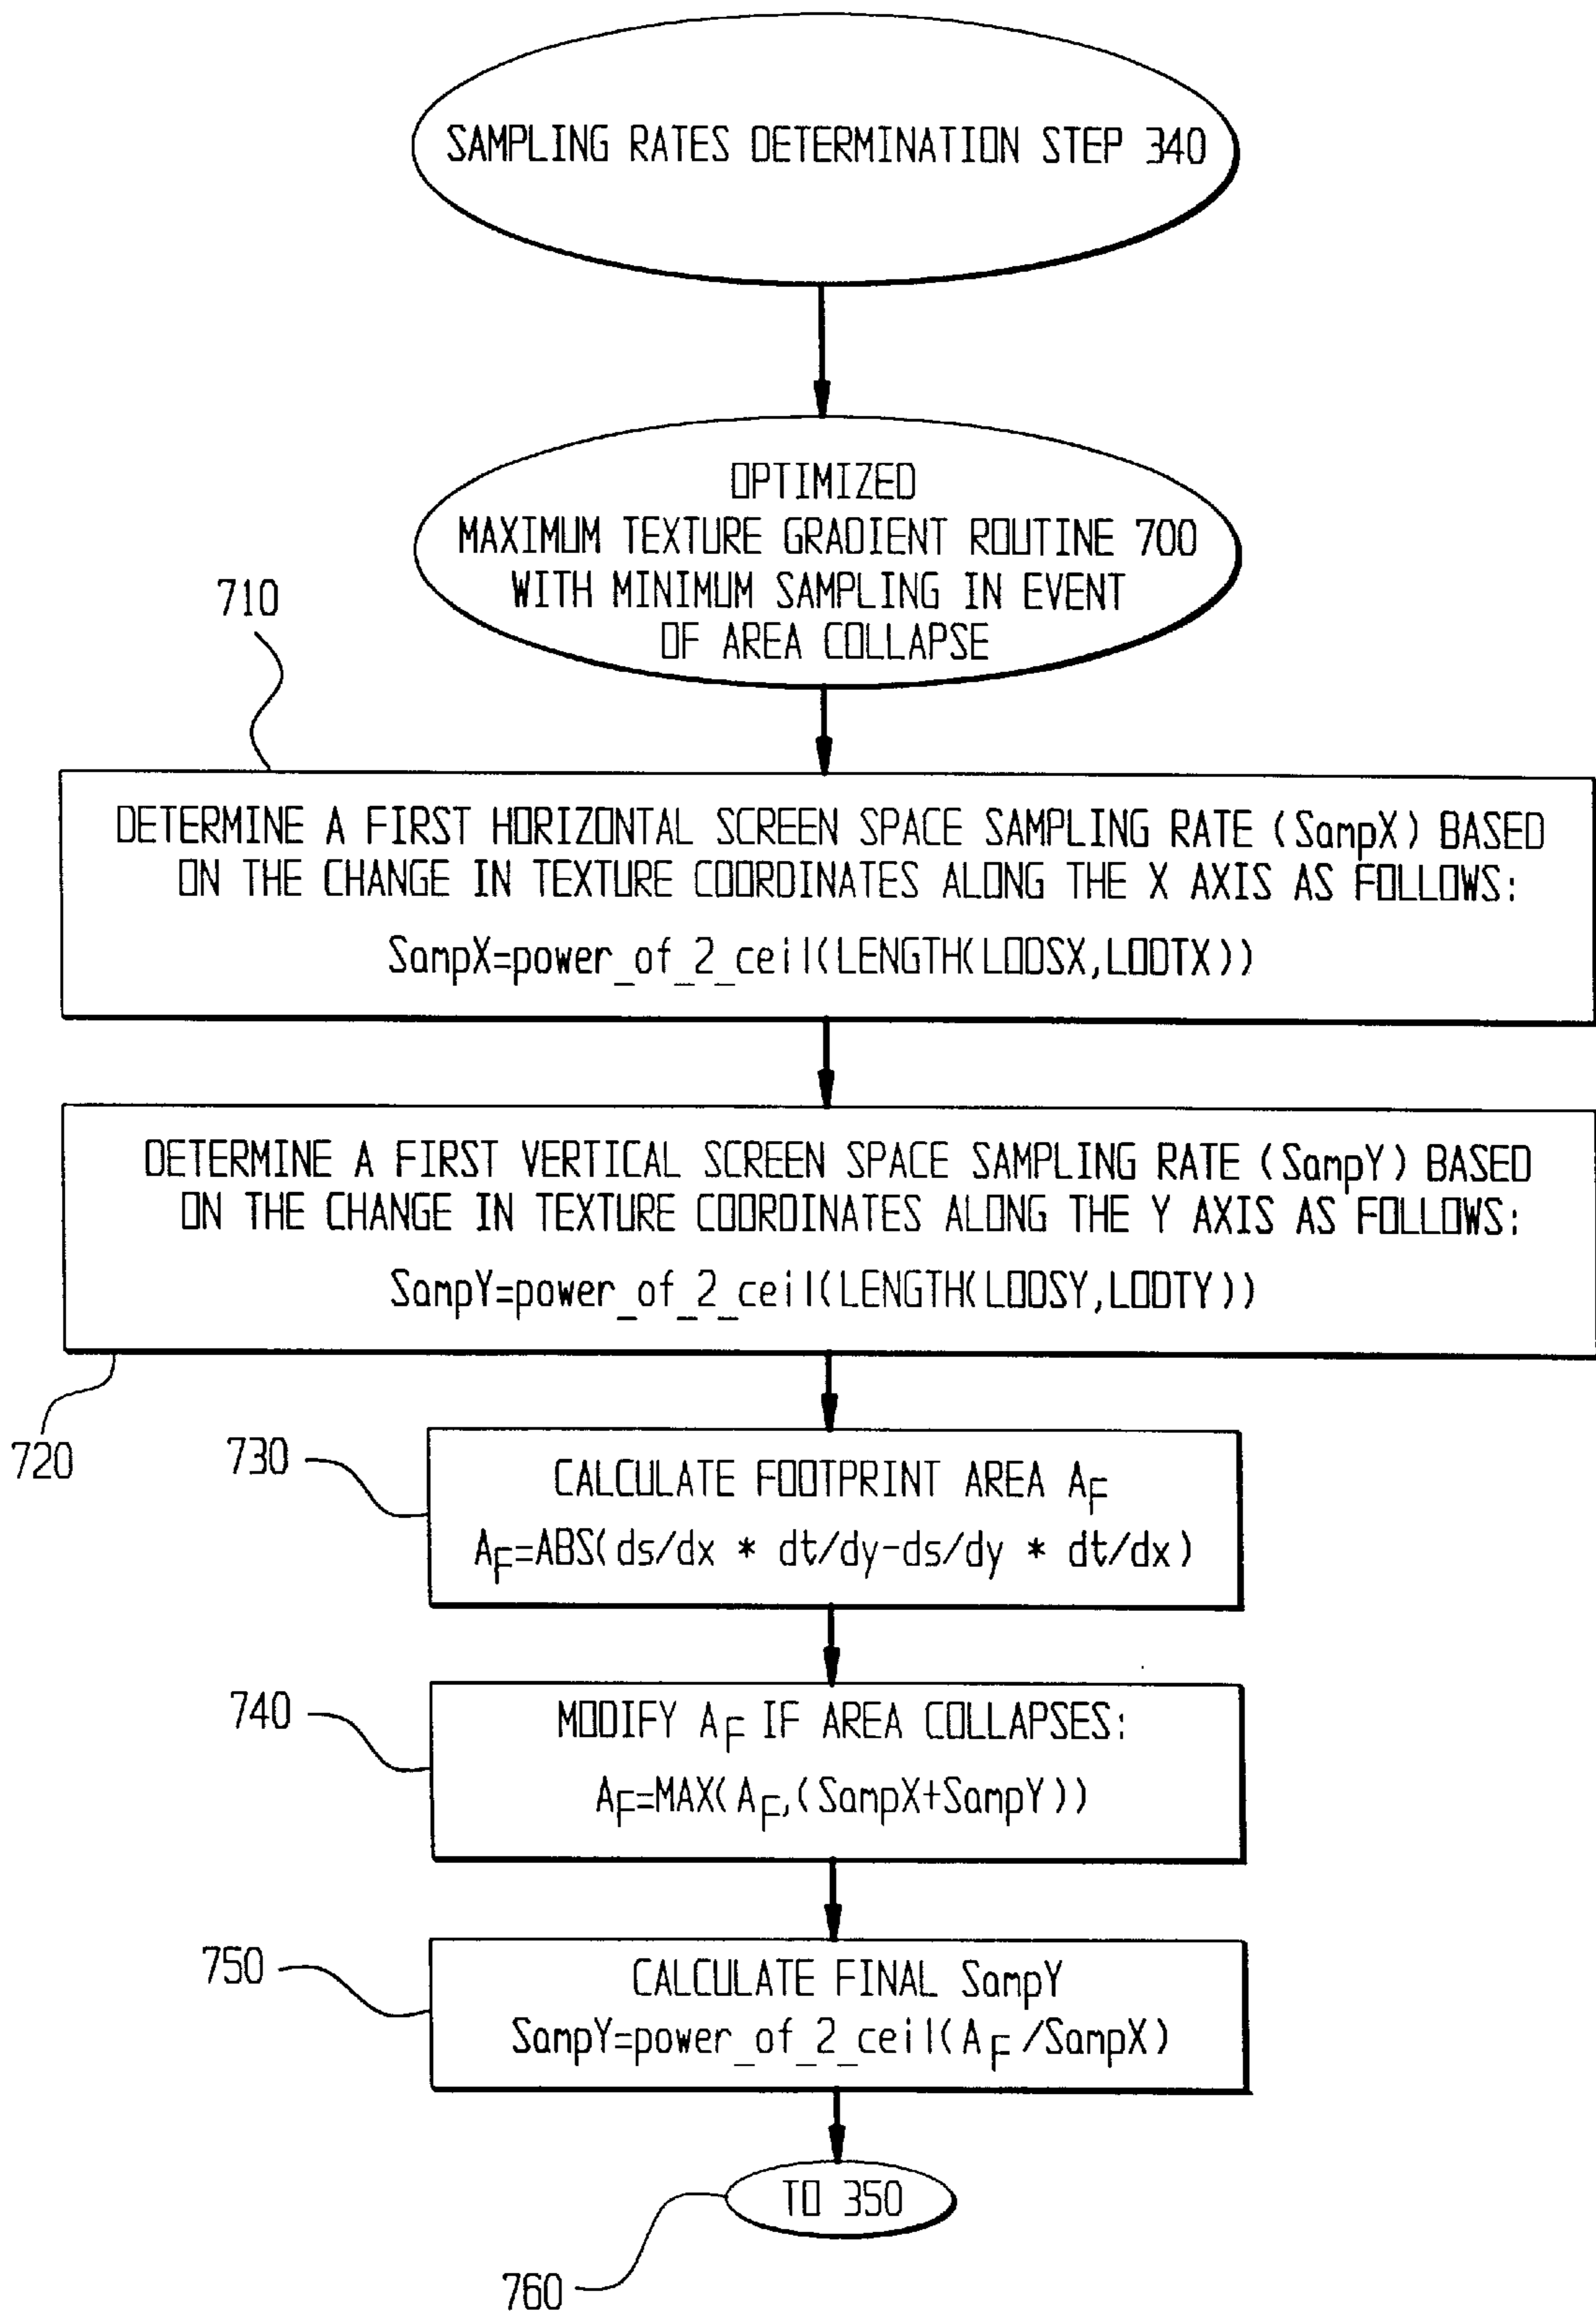 SAMPLING RATES DETERMINATION STEP 340
OPTIMIZED
MAXIMUM TEXTURE GRADIENT ROUTINE 700
WITH MINIMUM SAMPLING IN EVENT
OF AREA COLLAPSE
710
DETERMINE A FIRST HORIZONTAL SCREEN SPACE SAMPLING RATE (SampX) BASED
ON THE CHANGE IN TEXTURE COORDINATES ALONG THE X AXIS AS FOLLOWS:
SampX=power_of_2_ceil(LENGTH(LODSX,LODTX))
DETERMINE A FIRST VERTICAL SCREEN SPACE SAMPLING RATE (SampY) BASED
ON THE CHANGE IN TEXTURE COORDINATES ALONG THE Y AXIS AS FOLLOWS:
SampY=power_of_2_ceil(LENGTH(LODSY,LODTY))
720
730
CALCULATE FOOTPRINT AREA AF
AF=ABS(ds/dx * dt/dy-ds/dy * dt/dx)
740
MODIFY AF IF AREA COLLAPSES:
AF=MAX(AF,(SampX+SampY))
750
CALCULATE FINAL SampY
SampY=power_of_2_ceil(AF/SampX)
TO 350
760